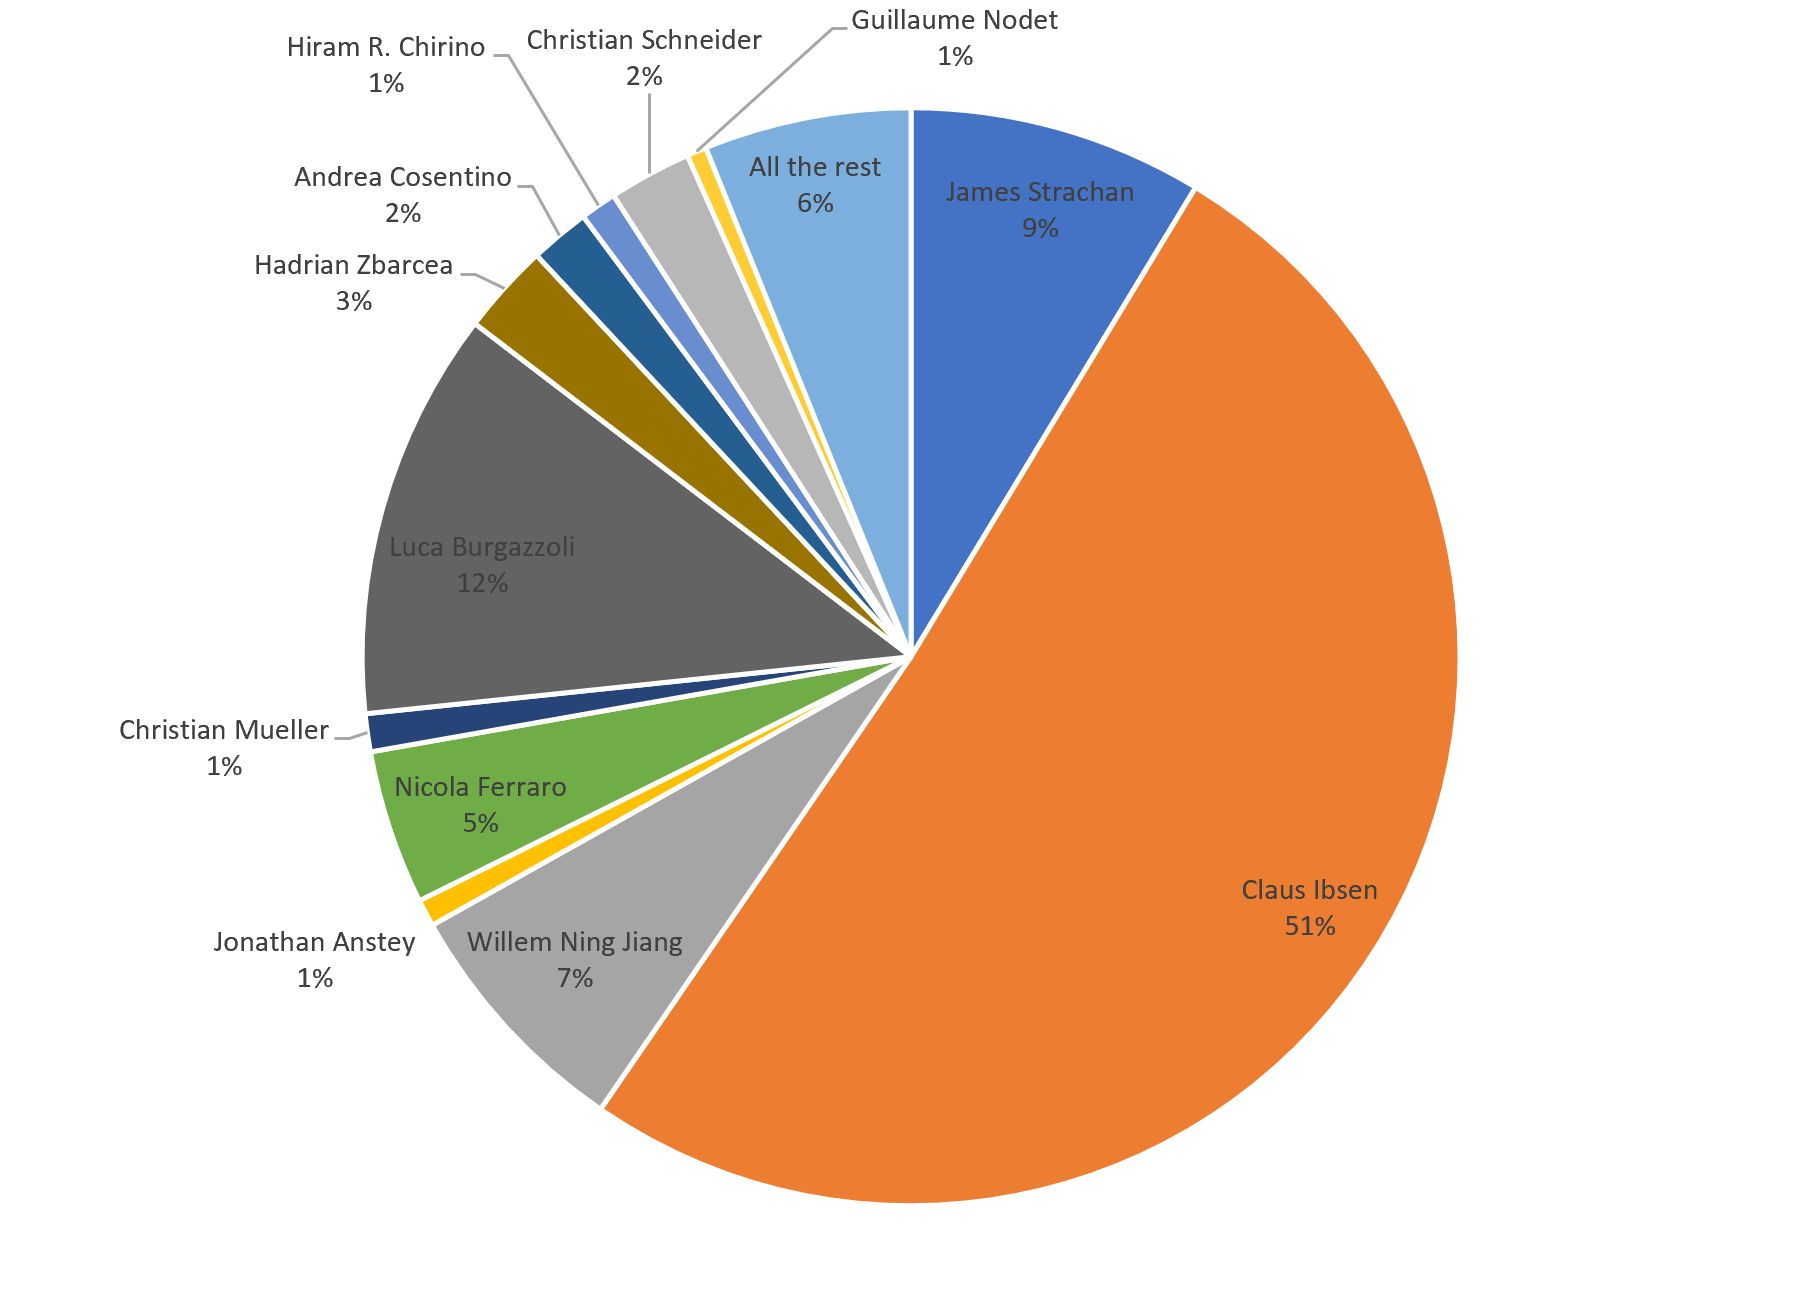 Guillaume Nodet
1%
Christian Schneider
2%
Hiram R. Chirino
1%
All the rest
6%
James Strachan
9%
Andrea Cosentino
2%
Hadrian Zbarcea
3%
Luca Burgazzoli
12%
Christian Mueller
1%
Nicola Ferraro
5%
Claus Ibsen
51%
Jonathan Anstey
1%
Willem Ning Jiang
7%